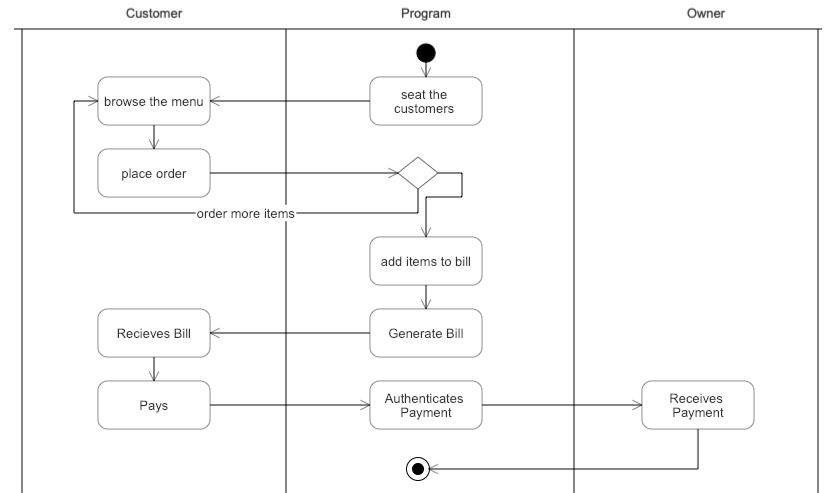 Customer
Program
Owner
seat the
customers
browse the menu
place order
order more items
add items to bill
Generate Bill
Recieves Bill
Pays
Authenticates
Payment
Receives
Payment